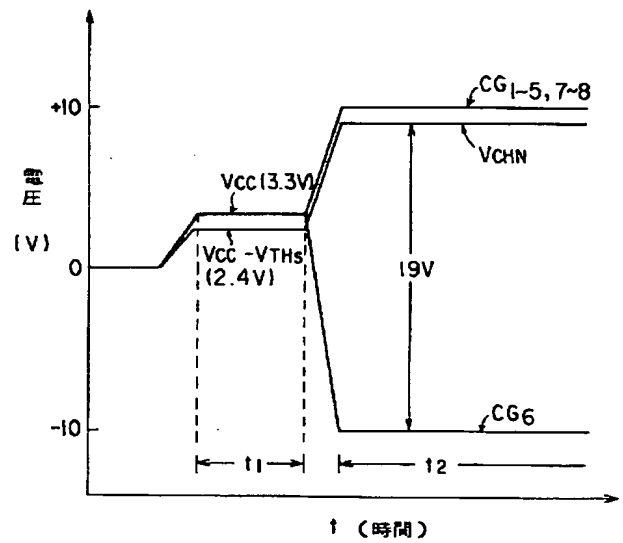 CG1~5, 7~8
+10
VCHN
電圧
(V)
VCC(3.3V)
VCC-VTHs
(2.4V)
0
19V
CG6
-10
t1
t2
t (時間)